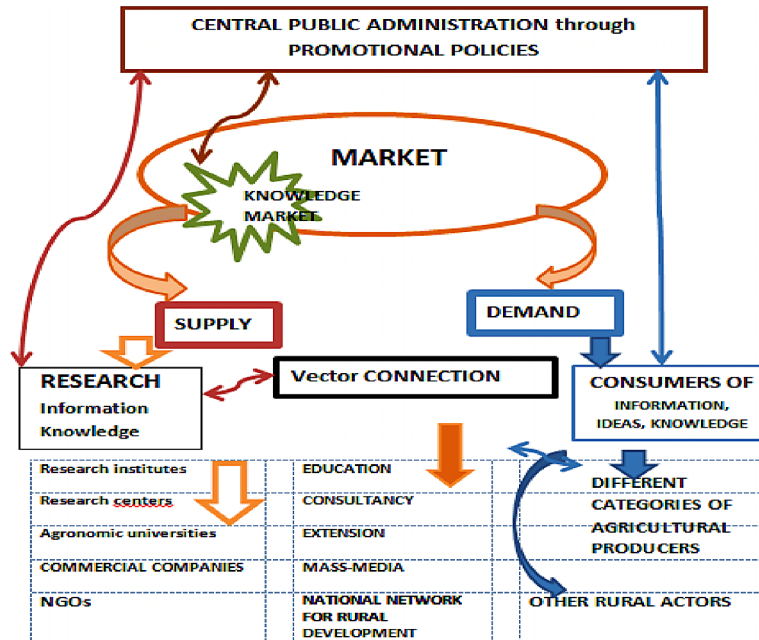 CENTRAL PUBLIC ADMINISTRATION through
PROMOTIONAL POLICIES
MARKET
KNOWLEDGE
MARKET
SUPPLY
DEMAND
RESEARCH
Information
Knowledge
Vector CONNECTION
CONSUMERS OF
INFORMATION,
IDEAS, KNOWLEDGE
Research institutes
Research centers
Agronomic universities
COMMERCIAL COMPANIES
NGOs
EDUCATION
CONSULTANCY
EXTENSION
MASS-MEDIA
NATIONAL NETWORK
FOR RURAL
DEVELOPMENT
DIFFERENT
CATEGORIES OF
AGRICULTURAL
PRODUCERS
OTHER RURAL ACTORS